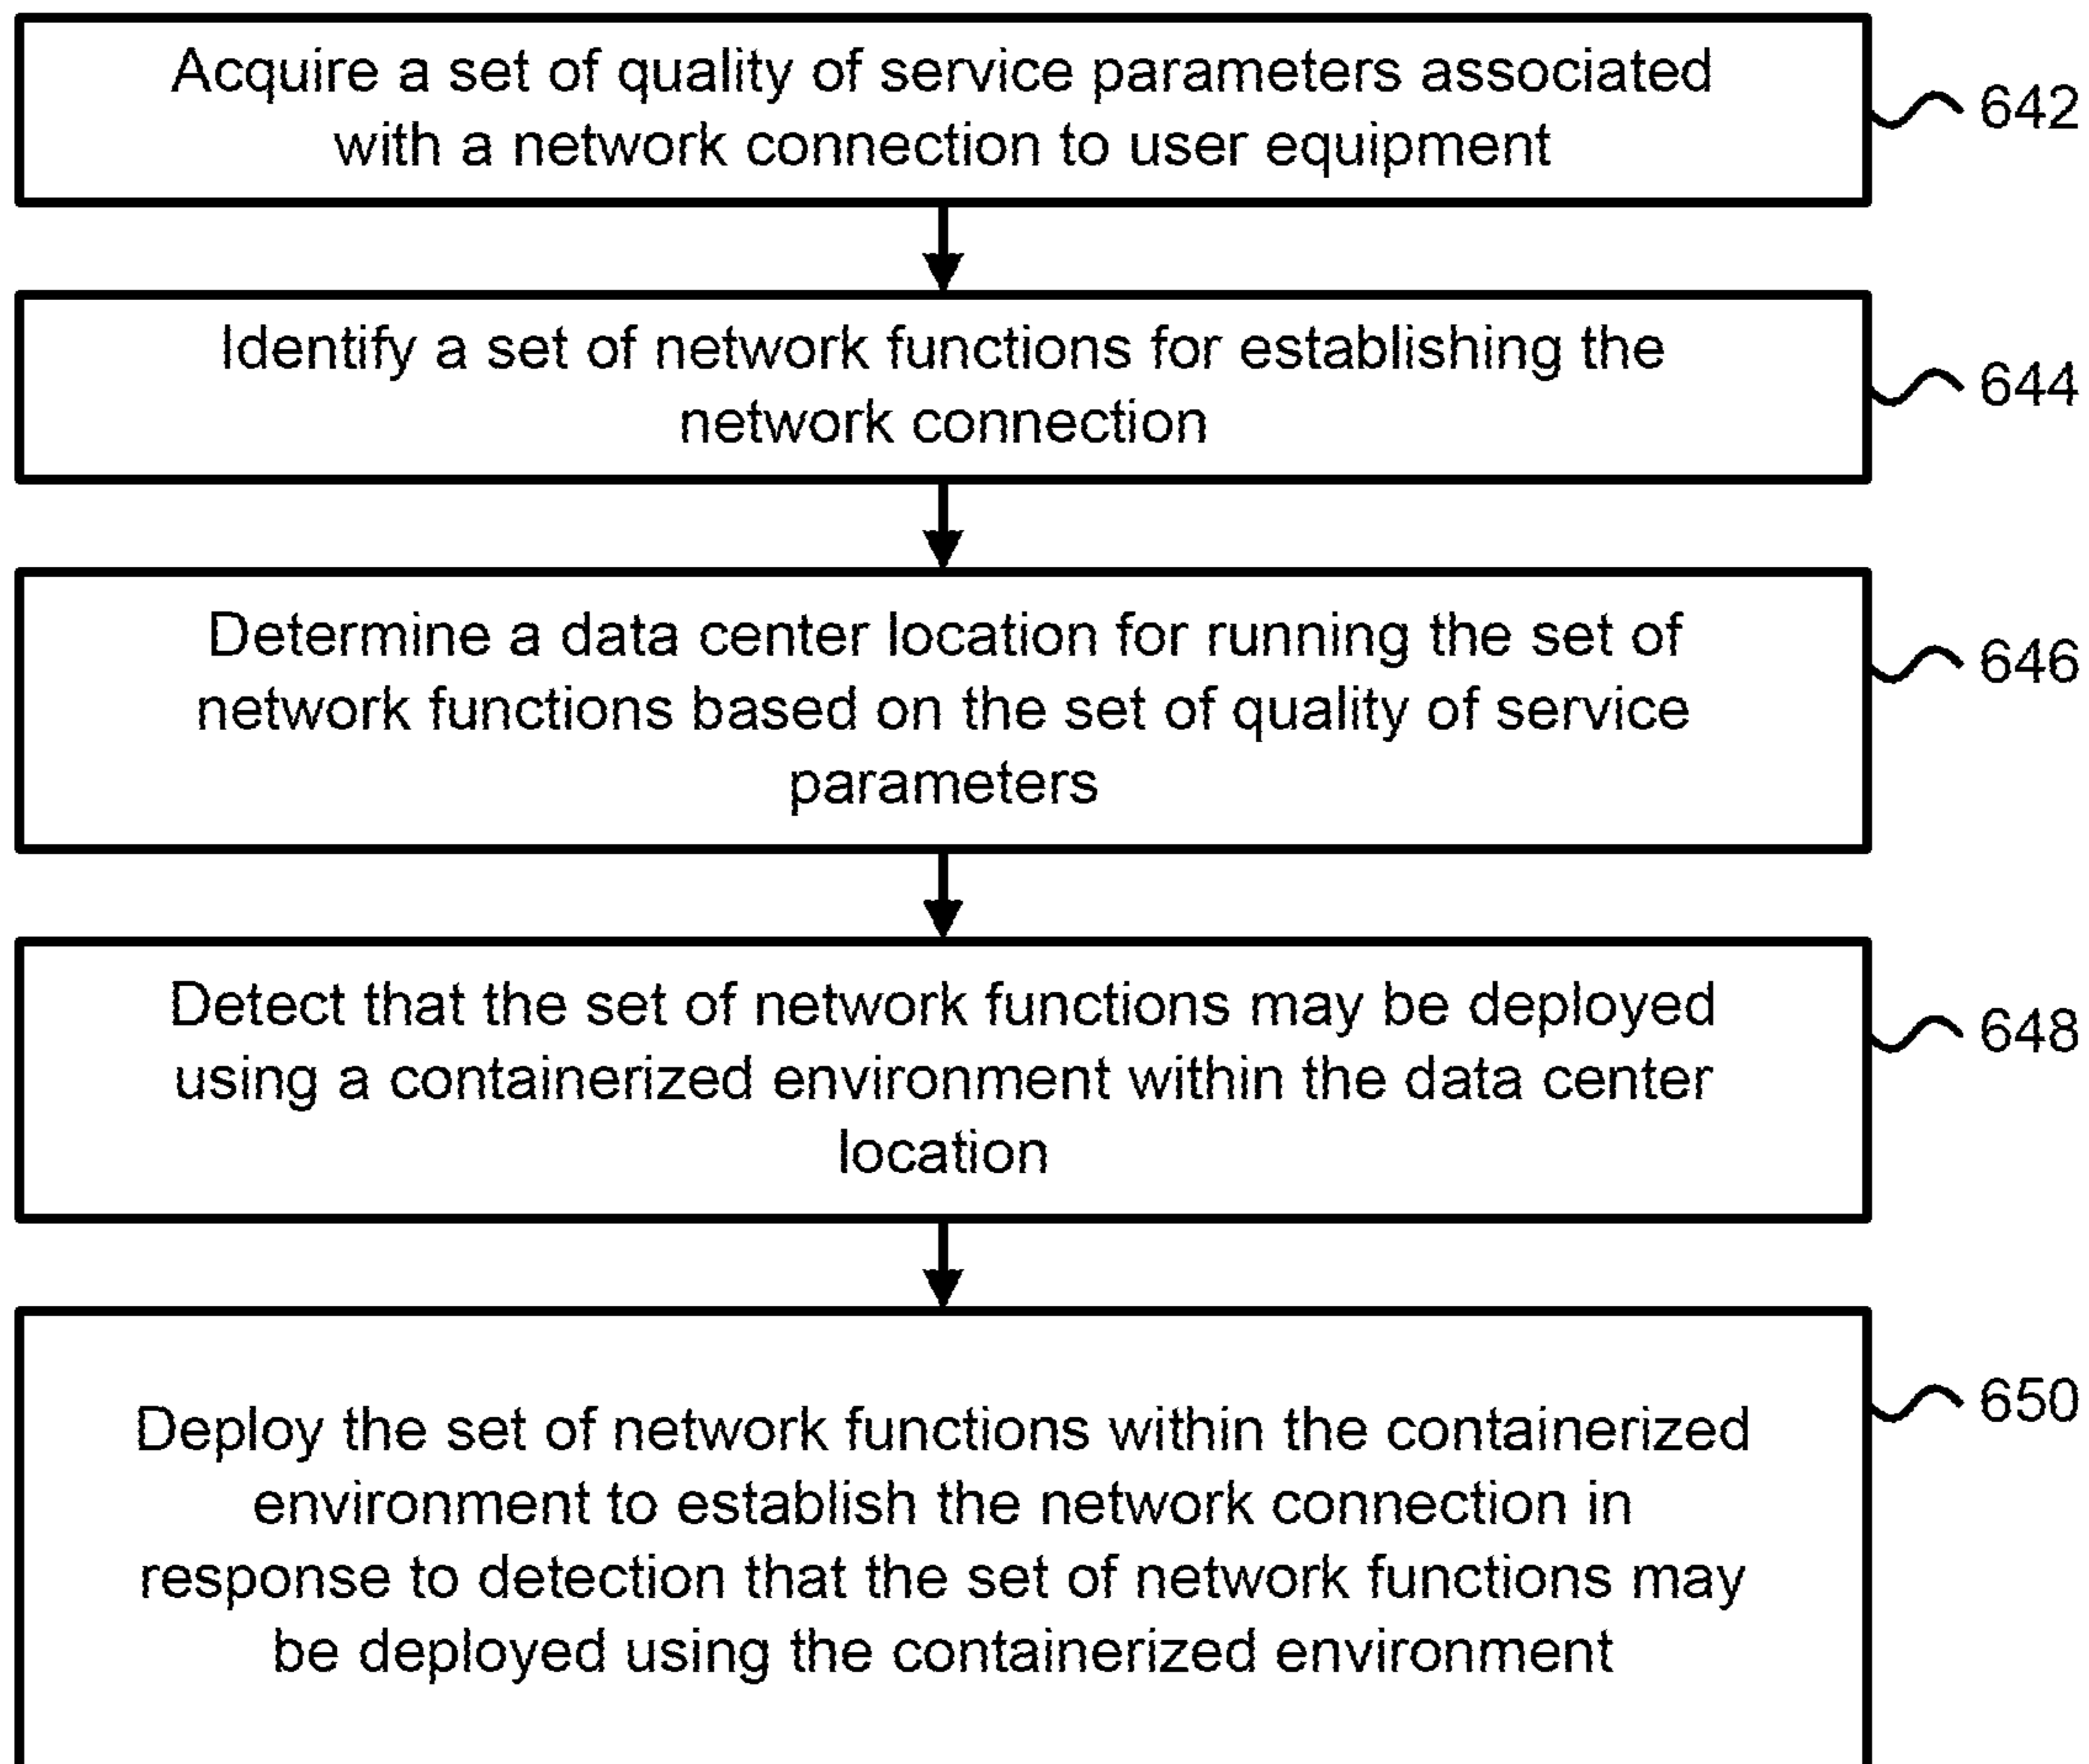 Acquire a set of quality of service parameters associated
with a network connection to user equipment
642
Identify a set of network functions for establishing the
network connection
644
Determine a data center location for running the set of
network functions based on the set of quality of service
parameters
646
Detect that the set of network functions may be deployed
using a containerized environment within the data center
location
648
Deploy the set of network functions within the containerized
environment to establish the network connection in
response to detection that the set of network functions may
be deployed using the containerized environment
650